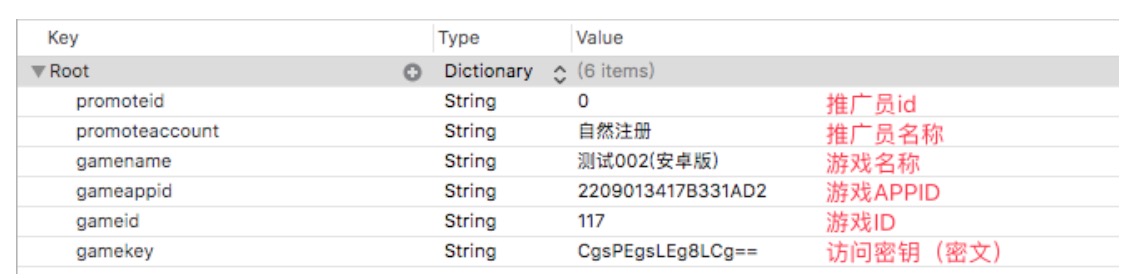 Key Type Value
Root Dictionary (6 items)
promoteid String 0 推广员id
promoteaccount String 自然注册 推广员名称
gamename String 测试002(安卓版) 游戏名称
gameappid String 2209013417B331AD2 游戏APPID
gameid String 117 游戏ID
gamekey String CgsPEgsLEg8LCg== 访问密钥（密文）